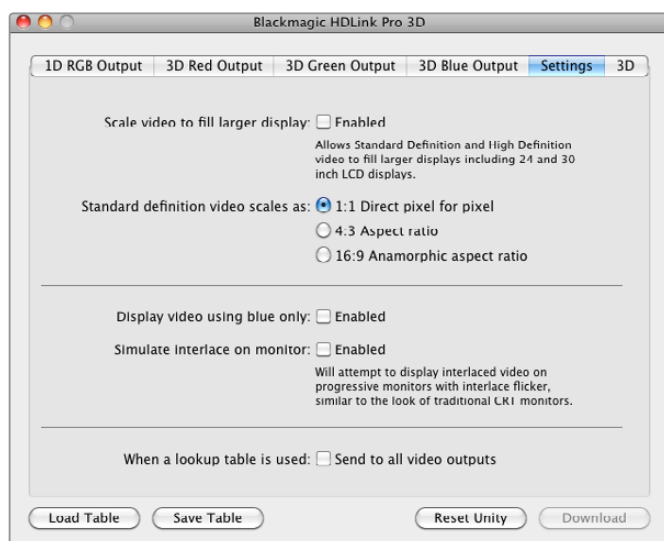 Blackmagic HDLink Pro 3D
1D RGB Output 3D Red Output 3D Green Output 3D Blue Output Settings 3D
Scale video to fill larger display: Enabled
Allows Standard Definition and High Definition
video to fill larger displays including 24 and 30
inch LCD displays.
Standard definition video scales as: 1:1 Direct pixel for pixel
4:3 Aspect ratio
16:9 Anamorphic aspect ratio
Display video using blue only: Enabled
Simulate interlace on monitor: Enabled
Will attempt to display interlaced video on
progressive monitors with interlace flicker,
similar to the look of traditional CRT monitors.
When a lookup table is used: Send to all video outputs
Load Table Save Table Reset Unity Download